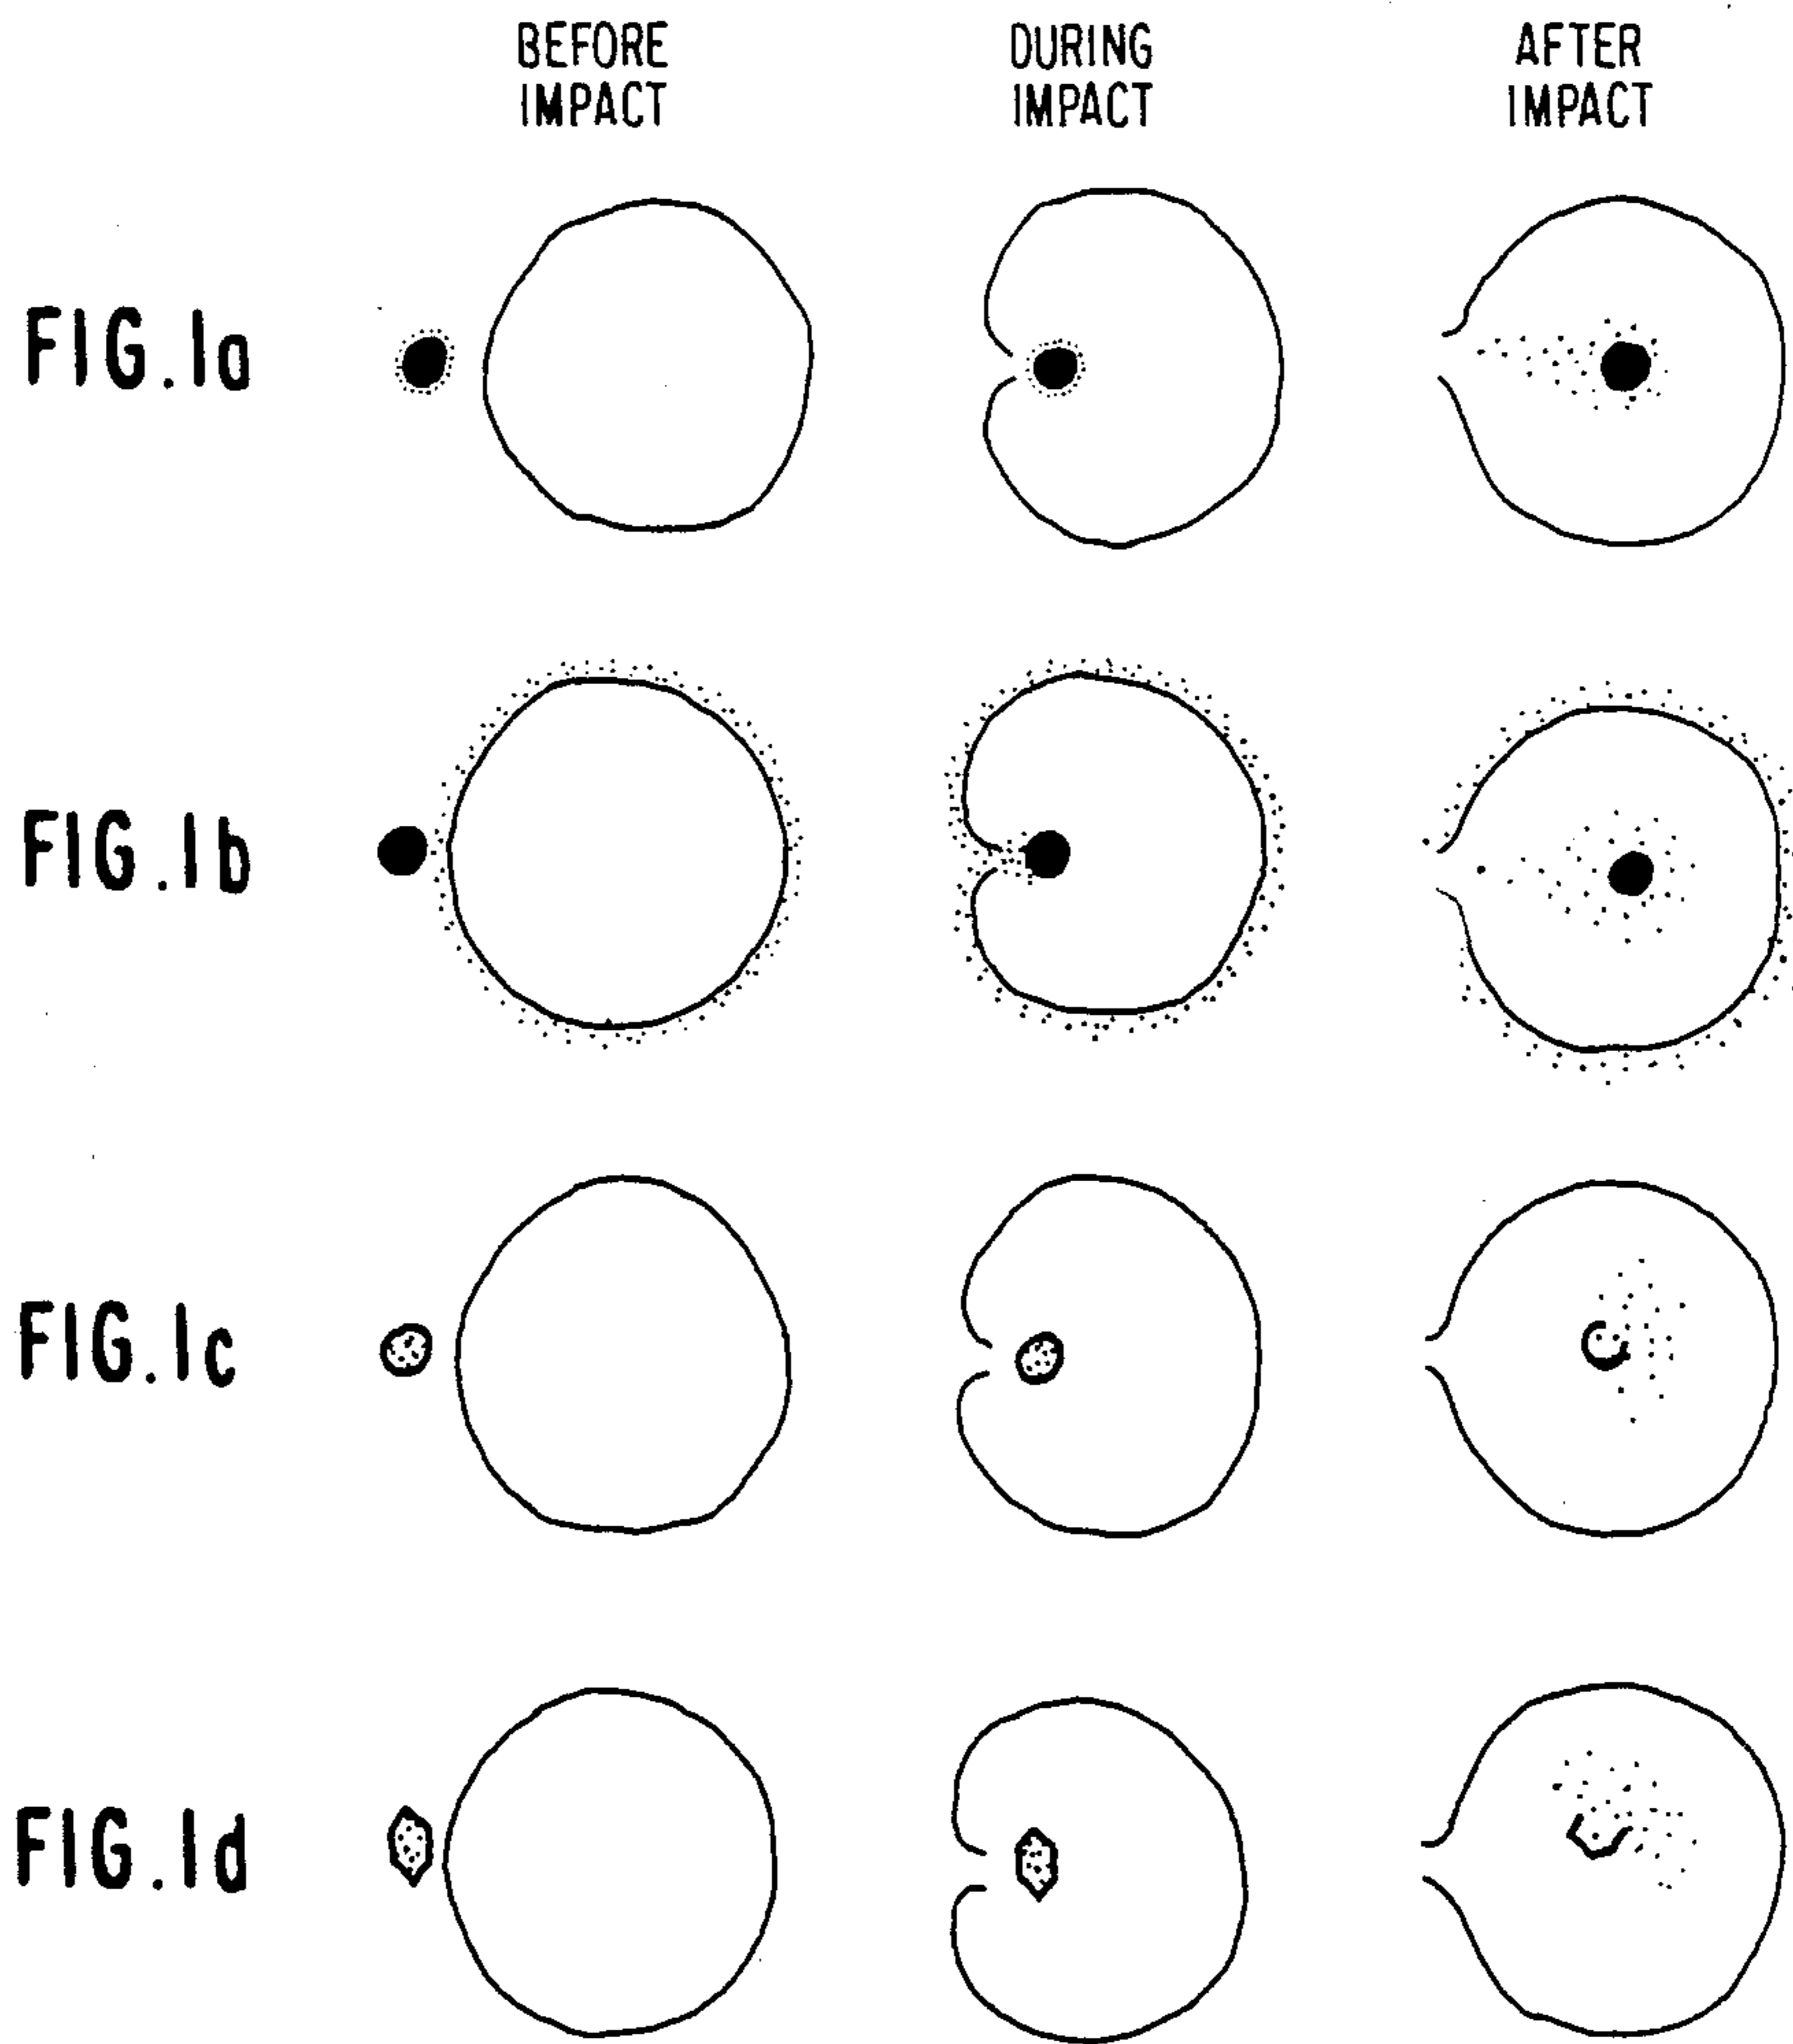 BEFORE
IMPACT
DURING
IMPACT
AFTER
IMPACT
FIG.1a
FIG.1b
FIG.1c
FIG.1d